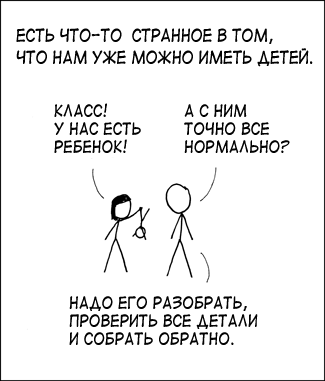 ЕСТЬ ЧТО-ТО СТРАННОЕ В ТОМ,
ЧТО НАМ УЖЕ МОЖНО ИМЕТЬ ДЕТЕЙ.
КЛАСС!
У НАС ЕСТЬ
РЕБЕНОК!
А С НИМ
ТОЧНО ВСЕ
НОРМАЛЬНО?
НАДО ЕГО РАЗОБРАТЬ,
ПРОВЕРИТЬ ВСЕ ДЕТАЛИ
И СОБРАТЬ ОБРАТНО.